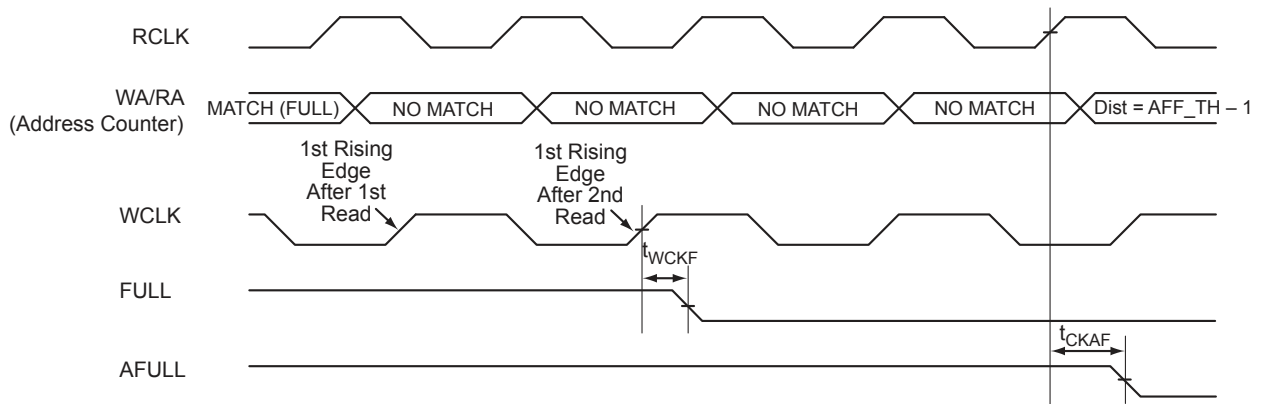 RCLK
WA/RA
(Address Counter)
MATCH (FULL)
NO MATCH
NO MATCH
NO MATCH
NO MATCH
Dist = AFF_TH – 1
1st Rising
Edge
After 1st
Read
1st Rising
Edge
After 2nd
Read
WCLK
tWCKF
FULL
tCKAF
AFULL